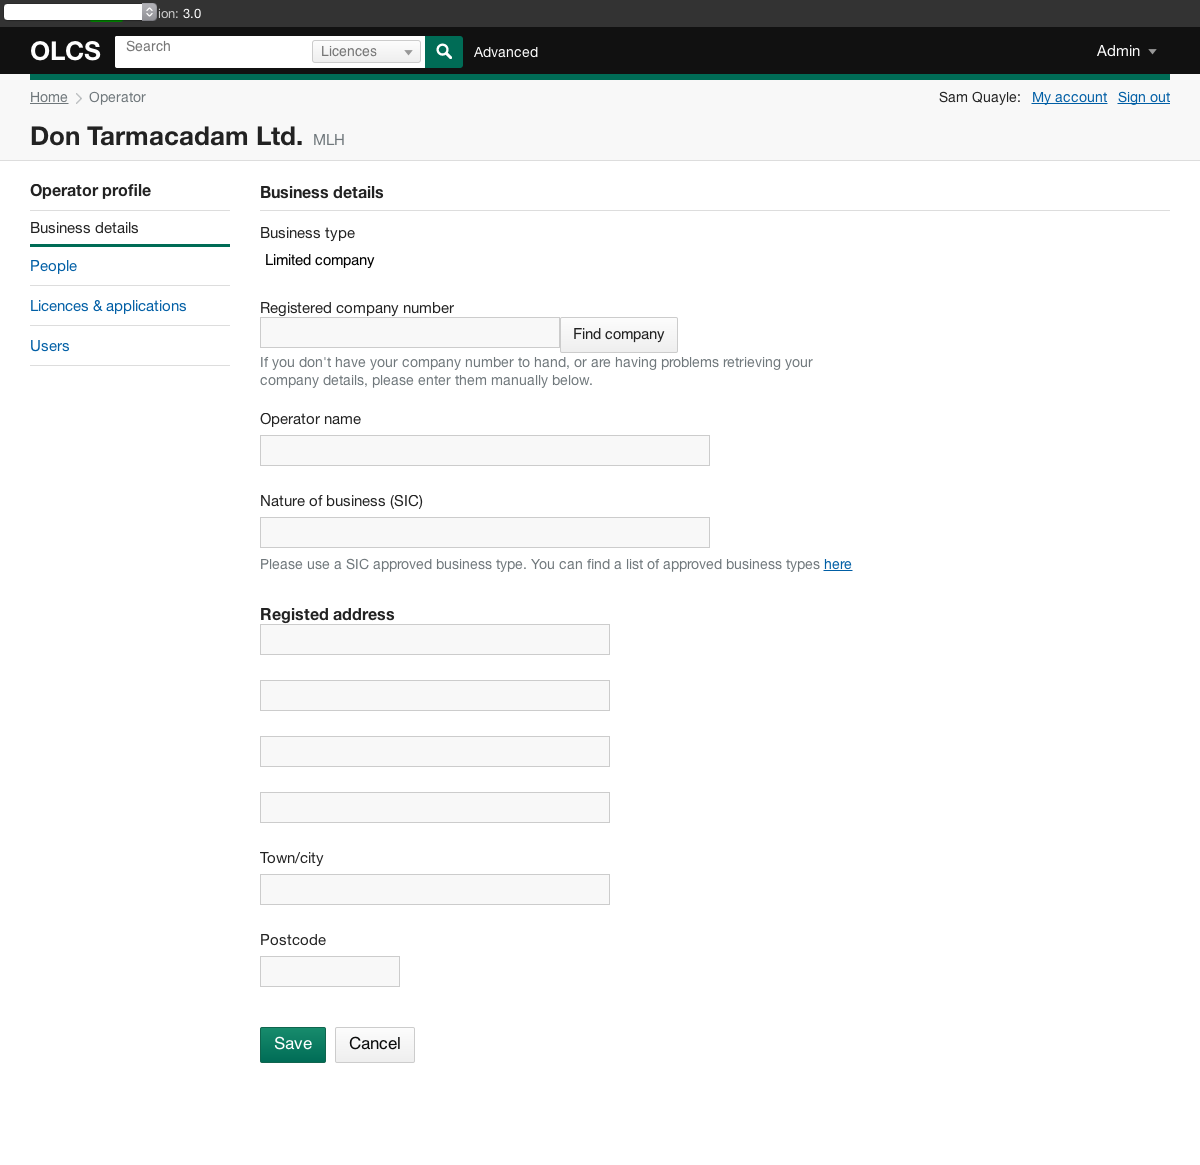 ion: 3.0
OLCS Search Licences Advanced Admin
Home Operator Sam Quayle: My account Sign out
Don Tarmacadam Ltd. MLH
Operator profile
Business details
People
Licences & applications
Users
Business details
Business type
Limited company
Registered company number
Find company
If you don't have your company number to hand, or are having problems retrieving your
company details, please enter them manually below.
Operator name
Nature of business (SIC)
Please use a SIC approved business type. You can find a list of approved business types here
Registed address
Town/city
Postcode
Save Cancel